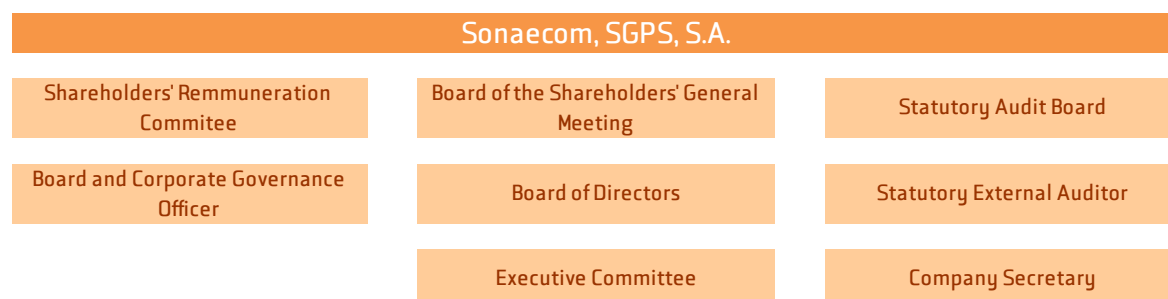 Sonaecom, SGPS, S.A.
Shareholders' Remmuneration
Commitee
Board of the Shareholders' General
Meeting
Statutory Audit Board
Board and Corporate Governance
Officer
Board of Directors
Statutory External Auditor
Executive Committee
Company Secretary